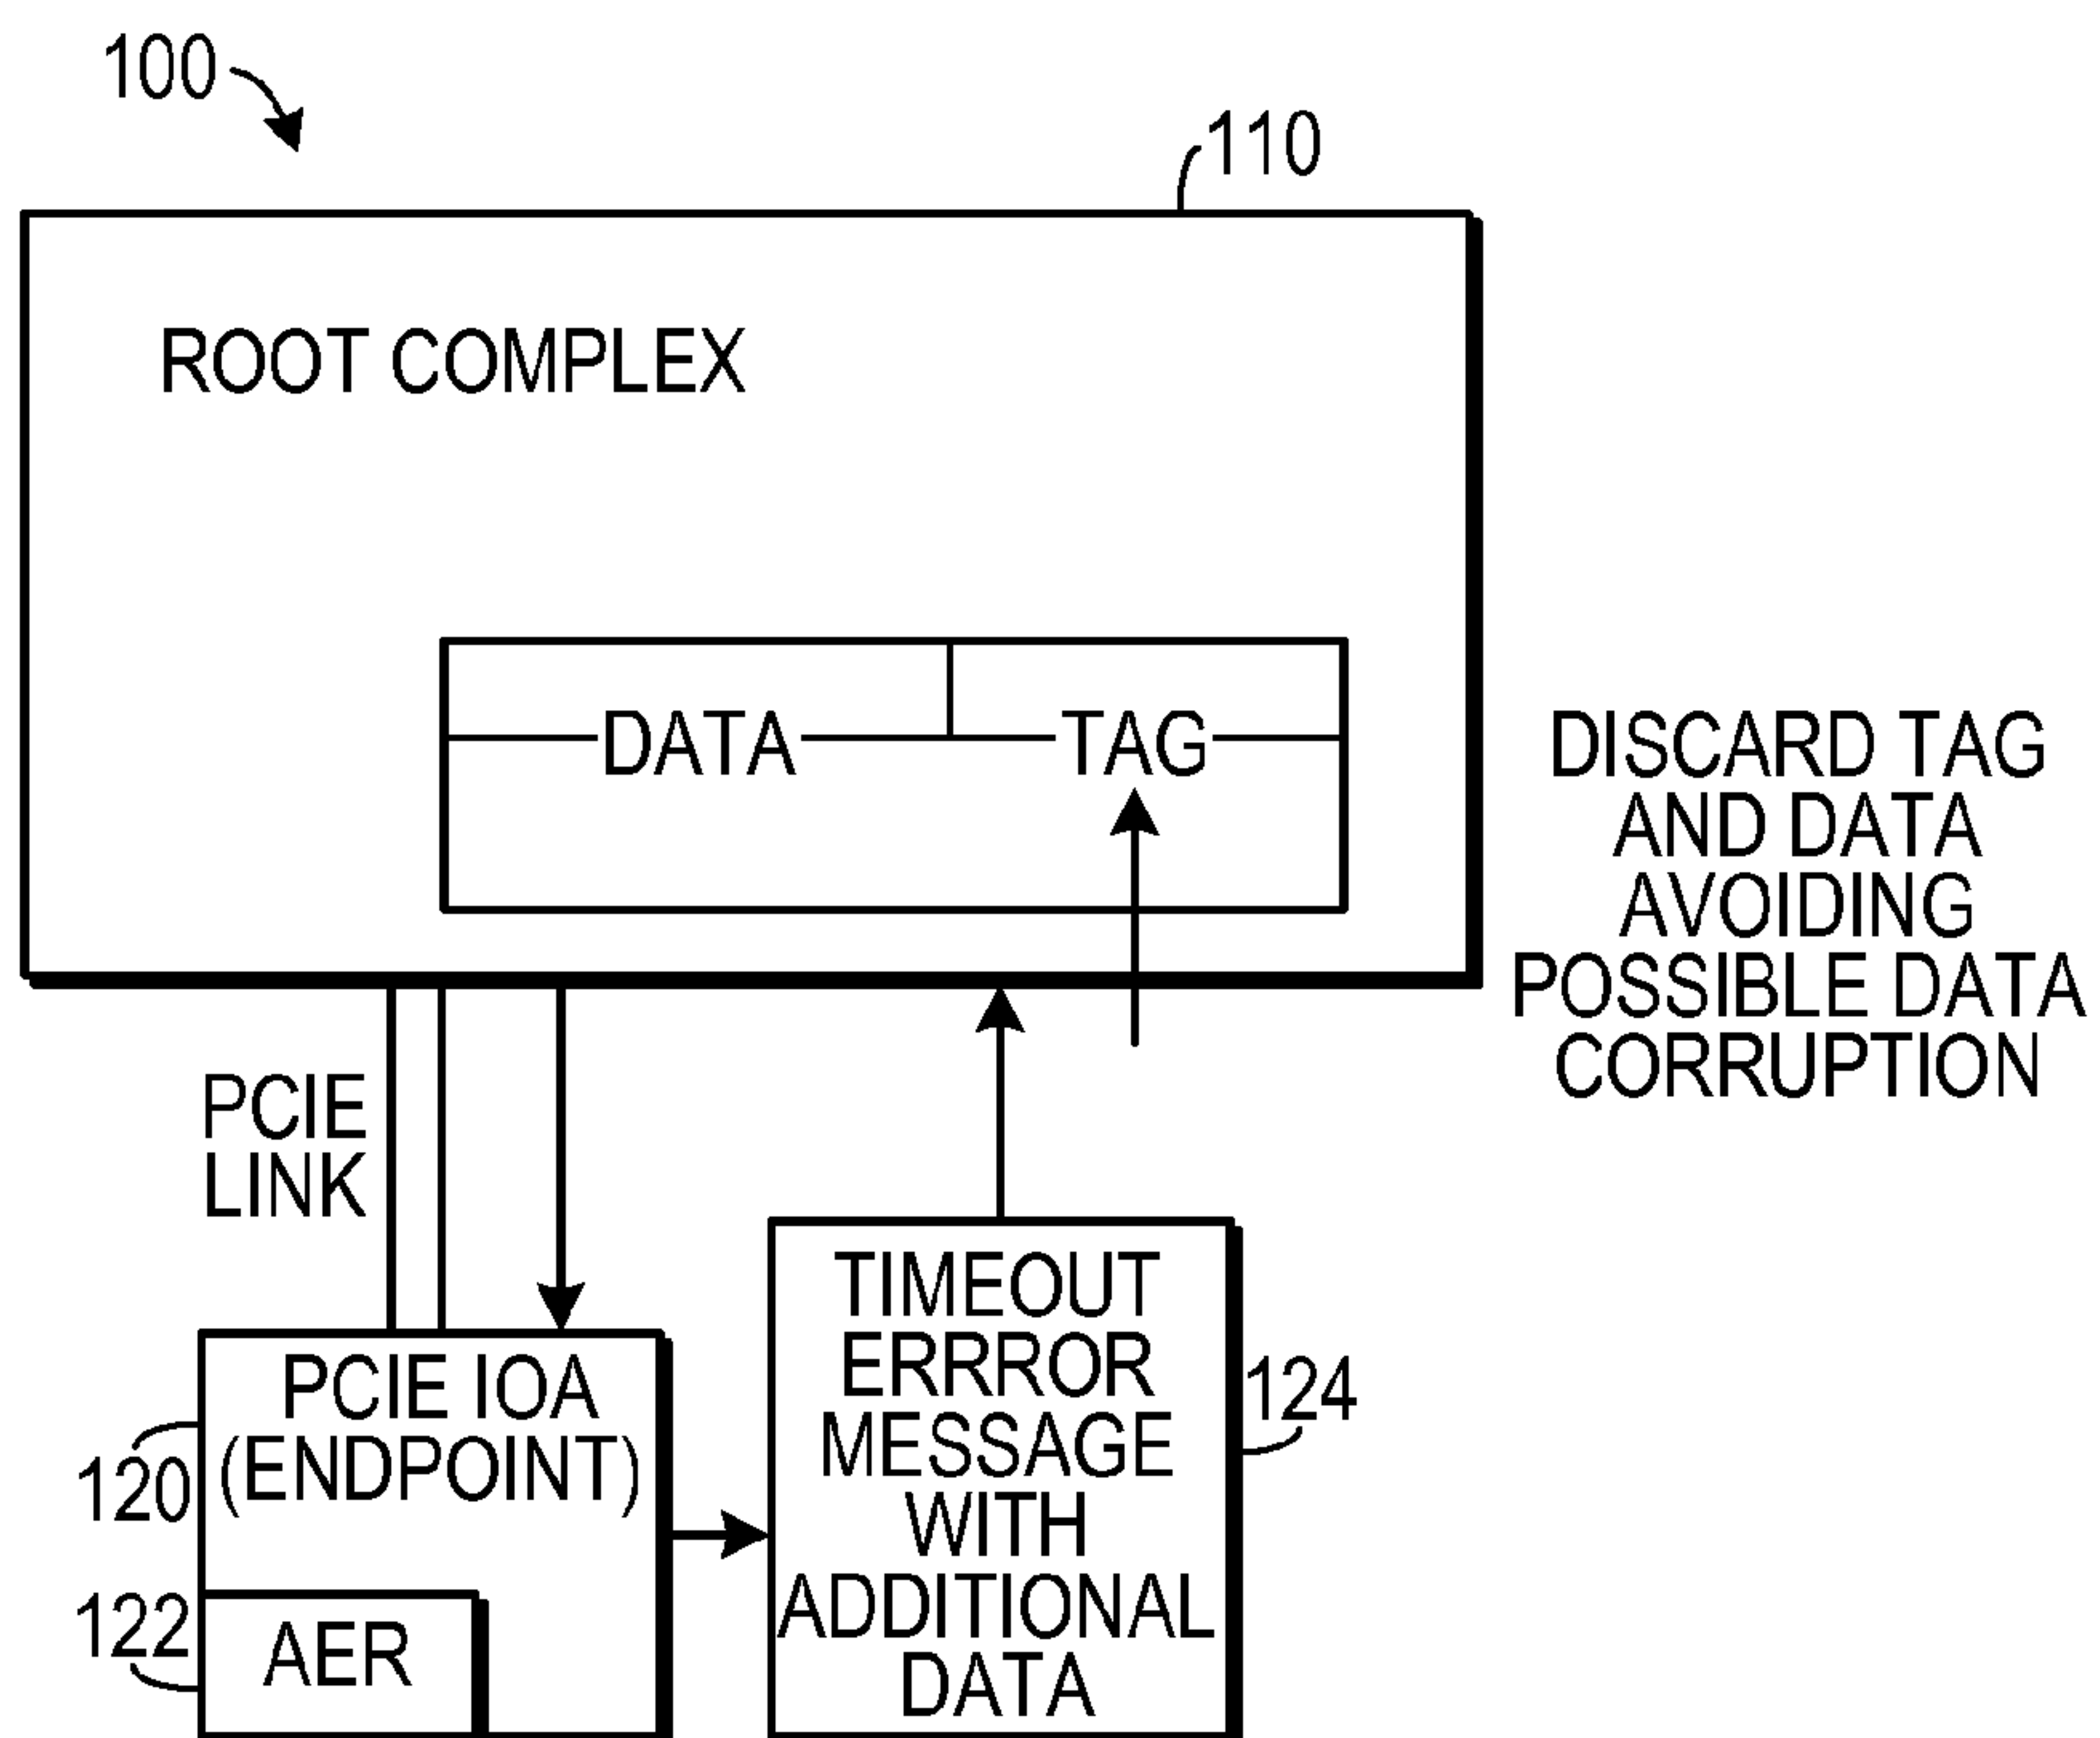 100
110
ROOT COMPLEX
DATA
TAG
DISCARD TAG
AND DATA
AVOIDING
POSSIBLE DATA
CORRUPTION
PCIE
LINK
PCIE IOA
(ENDPOINT)
120
122
AER
TIMEOUT
ERRROR
MESSAGE
WITH
ADDITIONAL
DATA
124